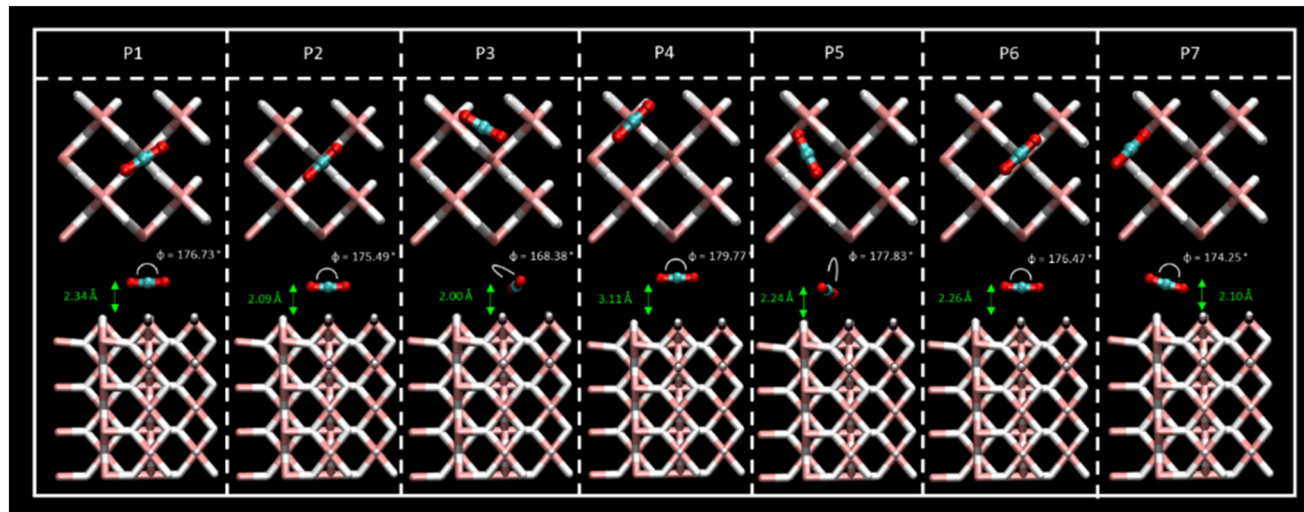 P1 P2 P3 P4 P5 P6 P7
ϕ = 176.73° ϕ = 175.49° ϕ = 168.38° ϕ = 179.77° ϕ = 177.83° ϕ = 176.47° ϕ = 174.25°
2.34 Å 2.09 Å 2.00 Å 3.11 Å 2.24 Å 2.26 Å 2.10 Å